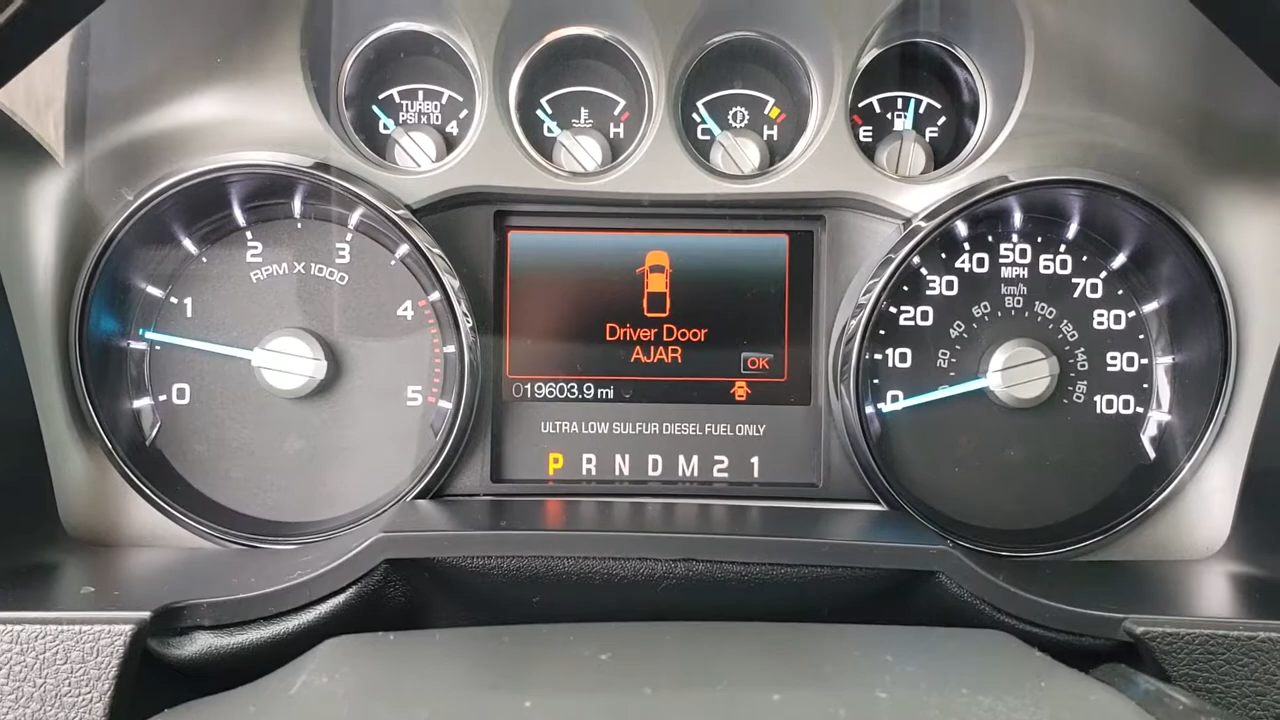 TURBO
PSI x 10
0 4
C H
C H
E F
0 1 2 3 4 5
RPM X 1000
Driver Door
AJAR
OK
019603.9 mi
ULTRA LOW SULFUR DIESEL FUEL ONLY
P R N D M 2 1
0 10 20 30 40 50 60 70 80 90 100
MPH
km/h
0 20 40 60 80 100 120 140 160